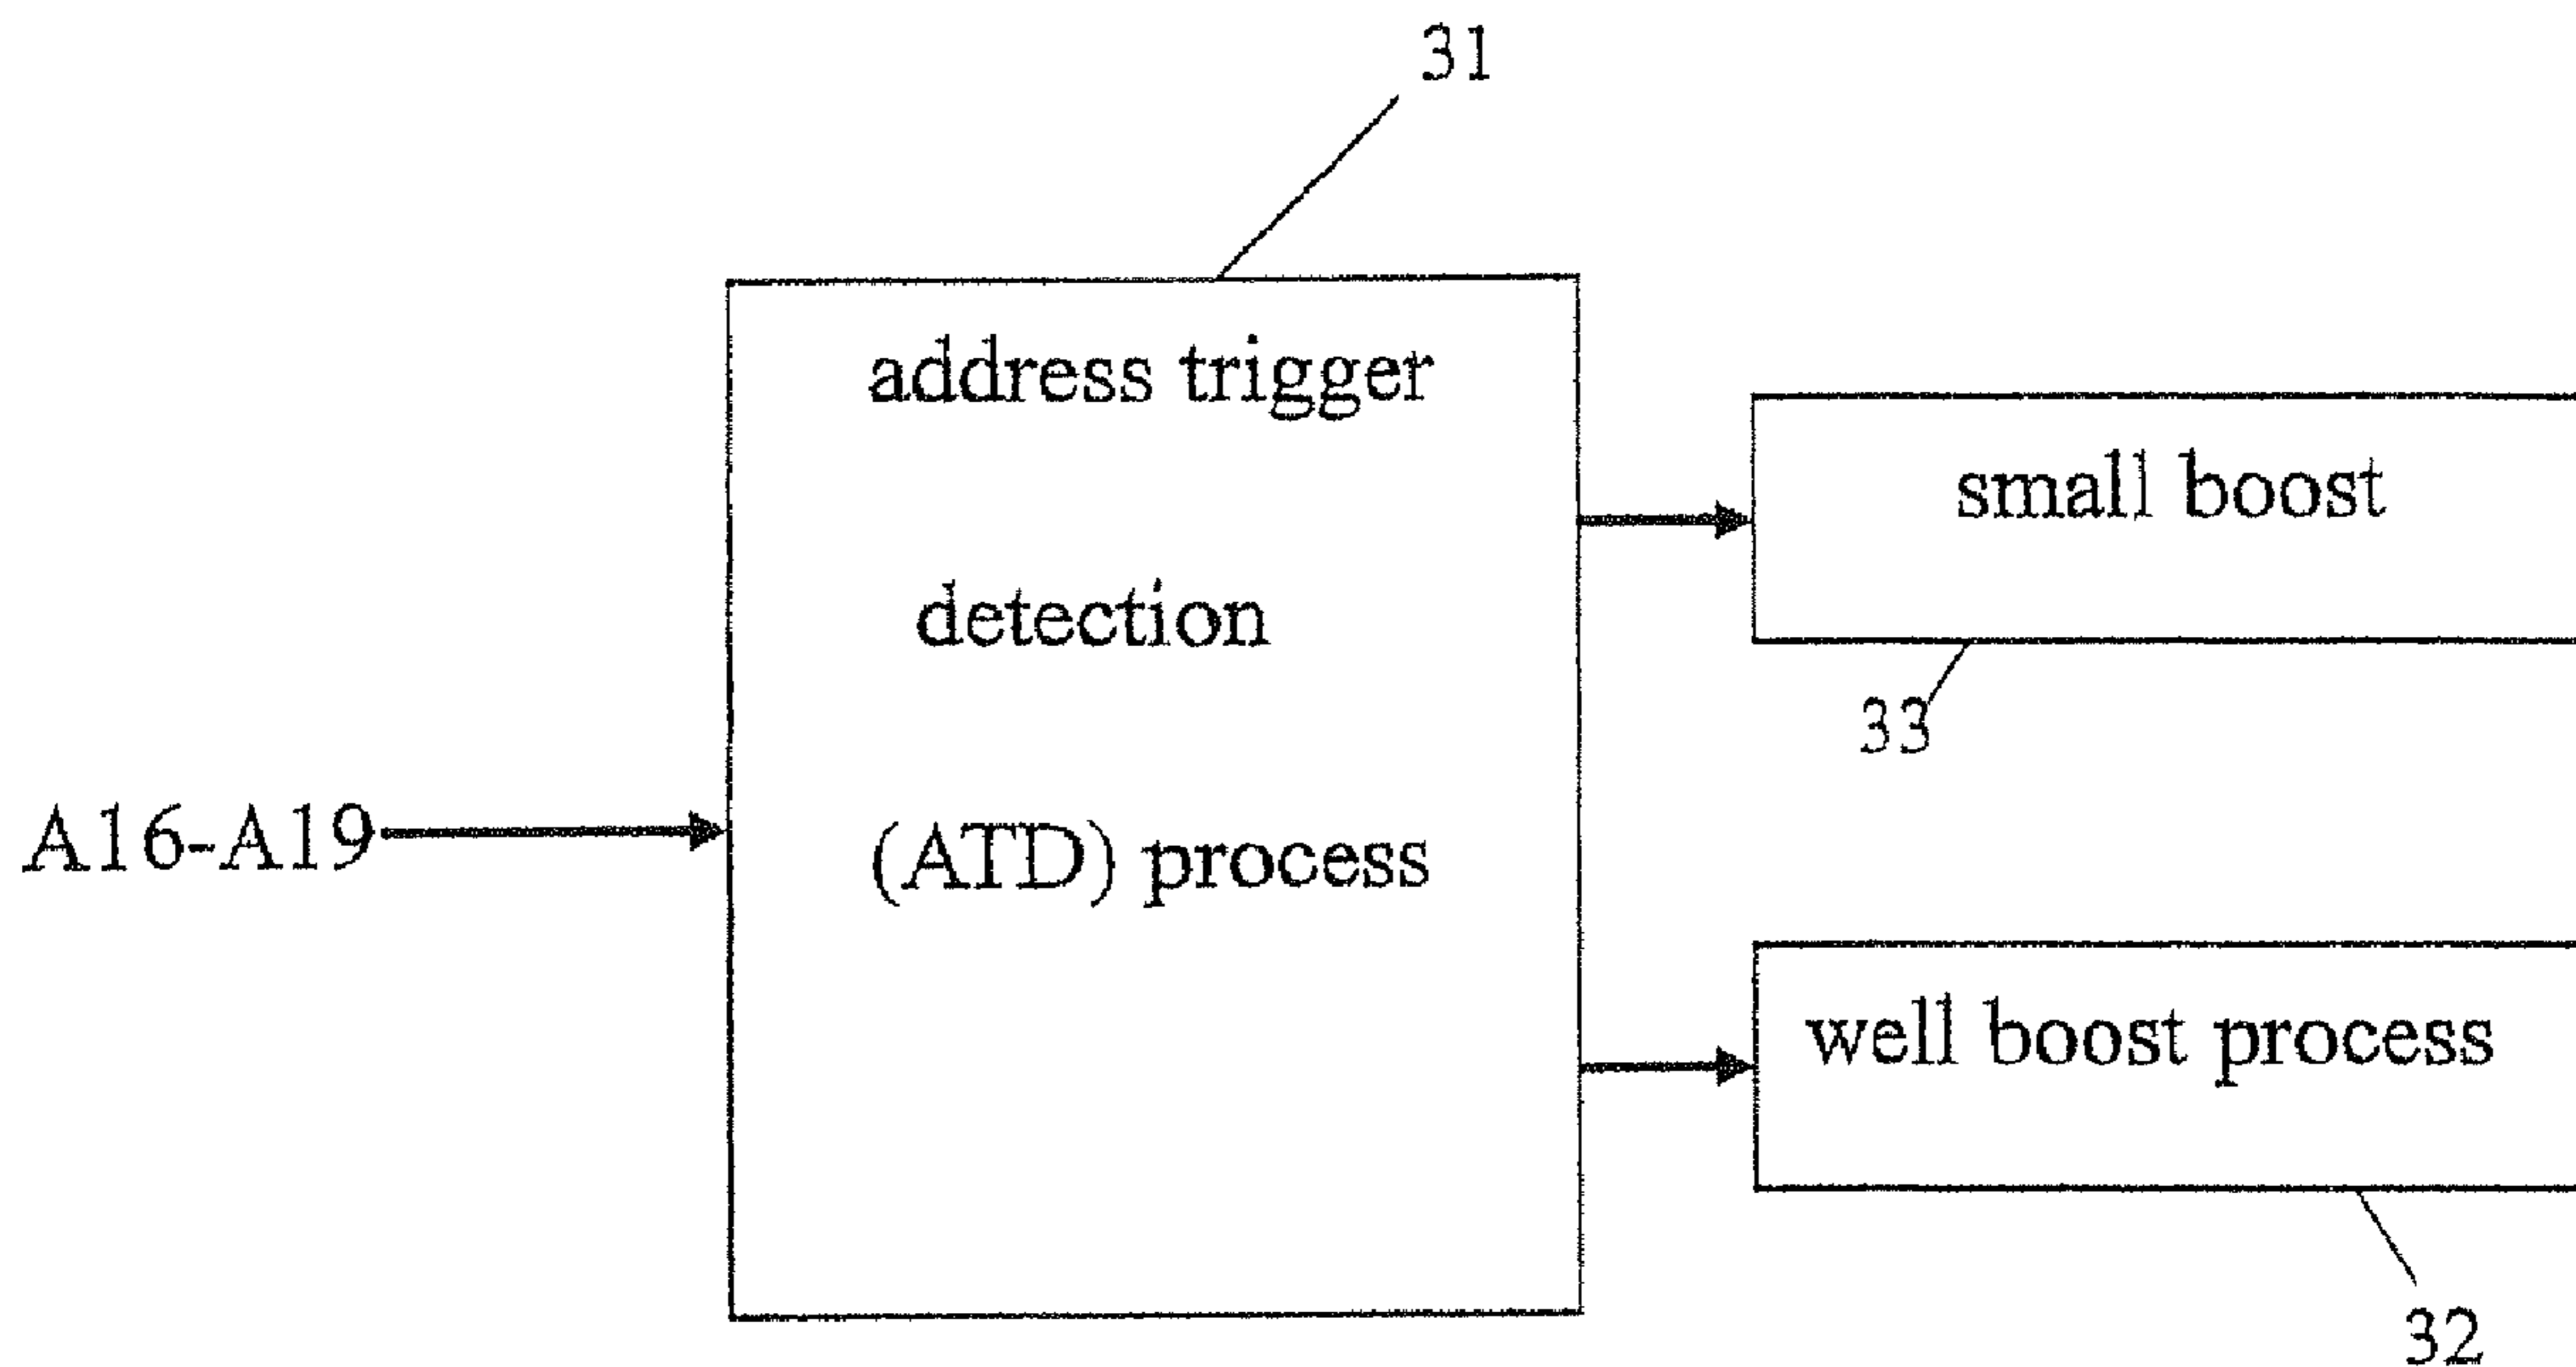 31
address trigger
detection
(ATD) process
A16-A19
small boost
33
well boost process
32